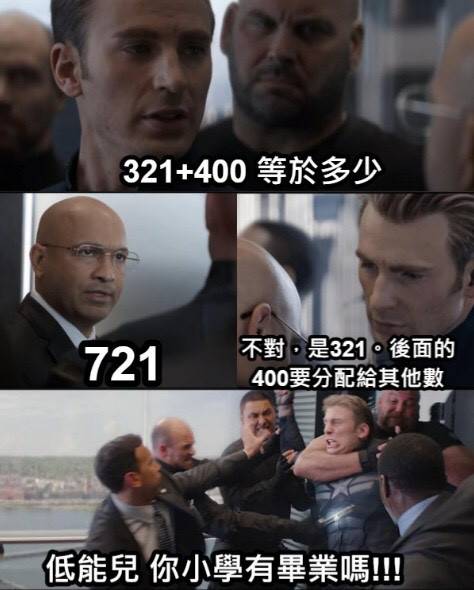 321+400 等於多少
721
不對，是321。後面的
400要分配給其他數
低能兒 你小學有畢業嗎!!!